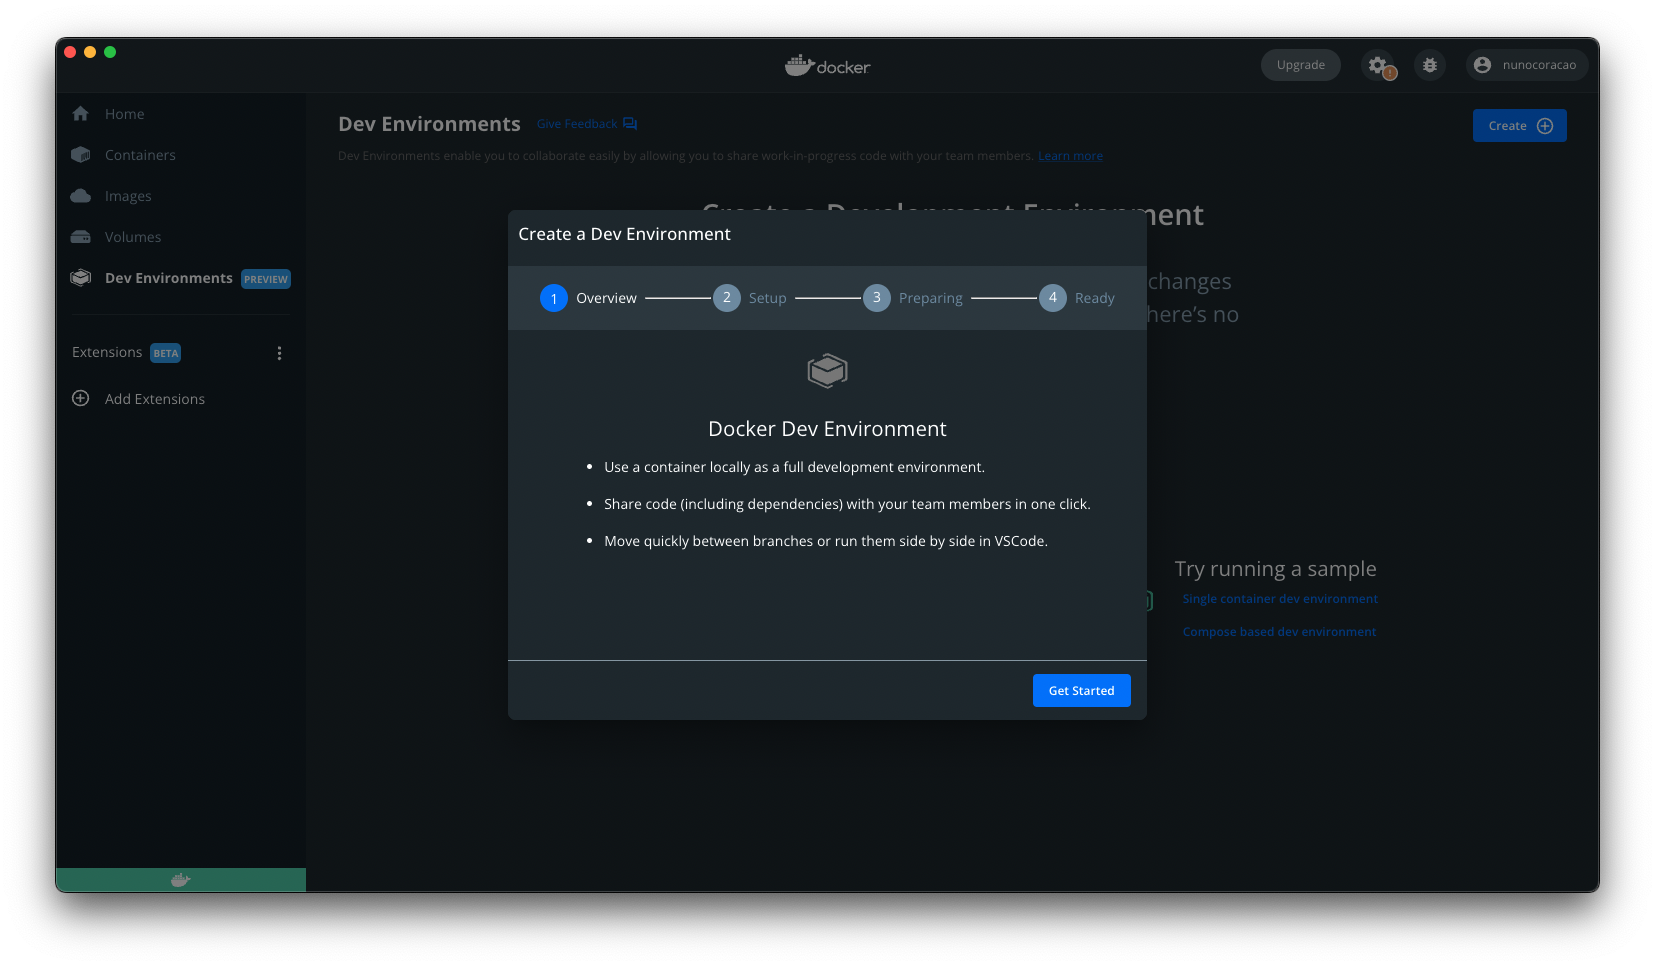 docker
Upgrade
!
nunocoracao
Home
Containers
Images
Volumes
Dev Environments PREVIEW
Extensions BETA
Add Extensions
Dev Environments Give Feedback
Create
Dev Environments enable you to collaborate easily by allowing you to share work-in-progress code with your team members. Learn more
Create a Development Environment
changes
here's no
Create a Dev Environment
1 Overview 2 Setup 3 Preparing 4 Ready
Docker Dev Environment
Use a container locally as a full development environment.
Share code (including dependencies) with your team members in one click.
Move quickly between branches or run them side by side in VSCode.
Get Started
Try running a sample
Single container dev environment
Compose based dev environment